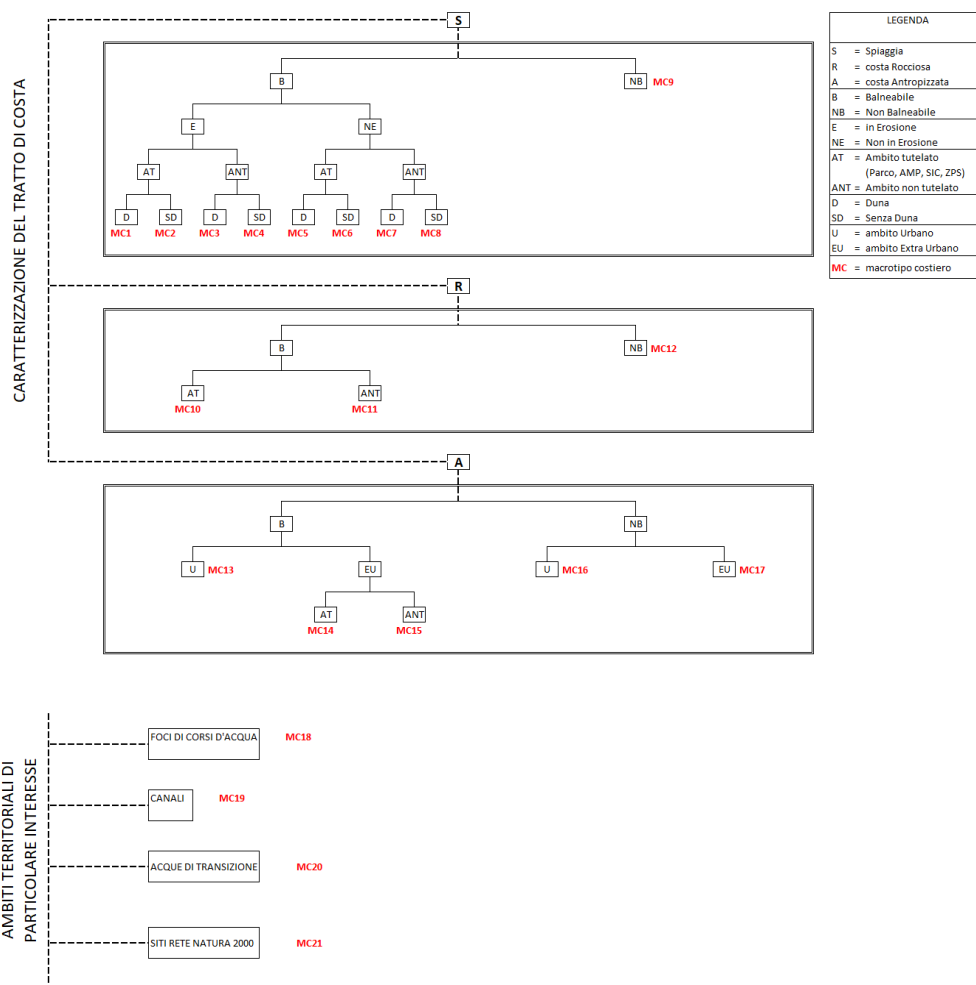 CARATTERIZZAZIONE DEL TRATTO DI COSTA
S
B
NB MC9
E
NE
AT
ANT
AT
ANT
D
SD
D
SD
D
SD
D
SD
MC1
MC2
MC3
MC4
MC5
MC6
MC7
MC8
R
B
NB MC12
AT
ANT
MC10
MC11
A
B
NB
U MC13
EU
U MC16
EU MC17
AT
ANT
MC14
MC15
LEGENDA
S = Spiaggia
R = costa Rocciosa
A = costa Antropizzata
B = Balneabile
NB = Non Balneabile
E = in Erosione
NE = Non in Erosione
AT = Ambito tutelato
(Parco, AMP, SIC, ZPS)
ANT = Ambito non tutelato
D = Duna
SD = Senza Duna
U = ambito Urbano
EU = ambito Extra Urbano
MC = macrotipo costiero
AMBITI TERRITORIALI DI
PARTICOLARE INTERESSE
FOCI DI CORSI D'ACQUA MC18
CANALI MC19
ACQUE DI TRANSIZIONE MC20
SITI RETE NATURA 2000 MC21